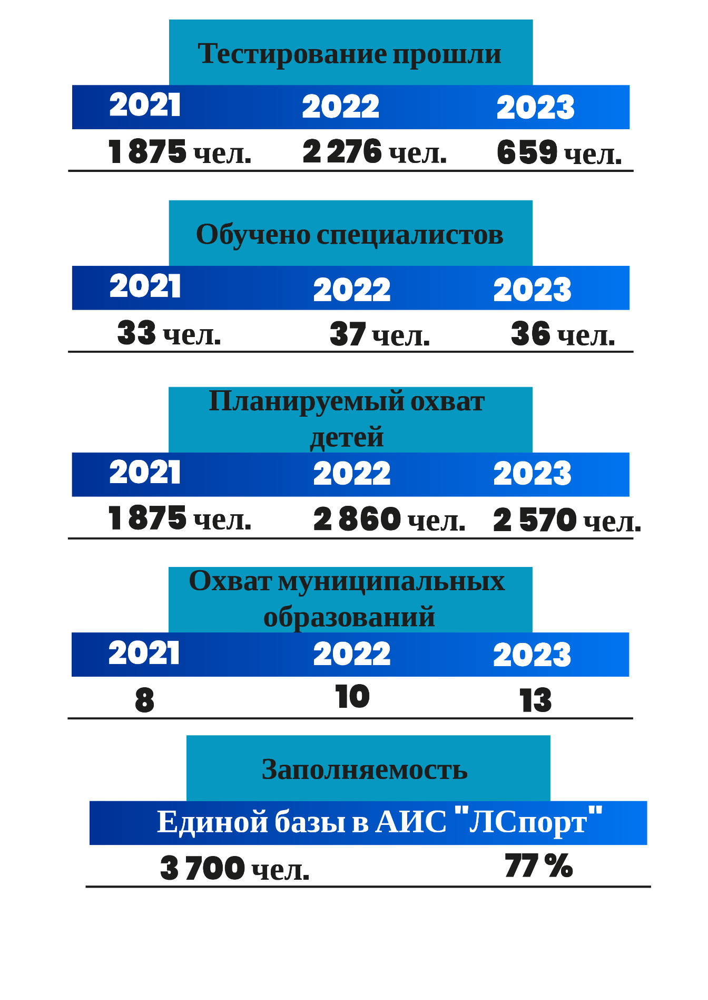 Тестирование прошли
2021 2022 2023
1 875 чел. 2 276 чел. 659 чел.
Обучено специалистов
2021 2022 2023
33 чел. 37 чел. 36 чел.
Планируемый охват
детей
2021 2022 2023
1 875 чел. 2 860 чел. 2 570 чел.
Охват муниципальных
образований
2021 2022 2023
8 10 13
Заполняемость
Единой базы в АИС "ЛСпорт"
3 700 чел. 77 %